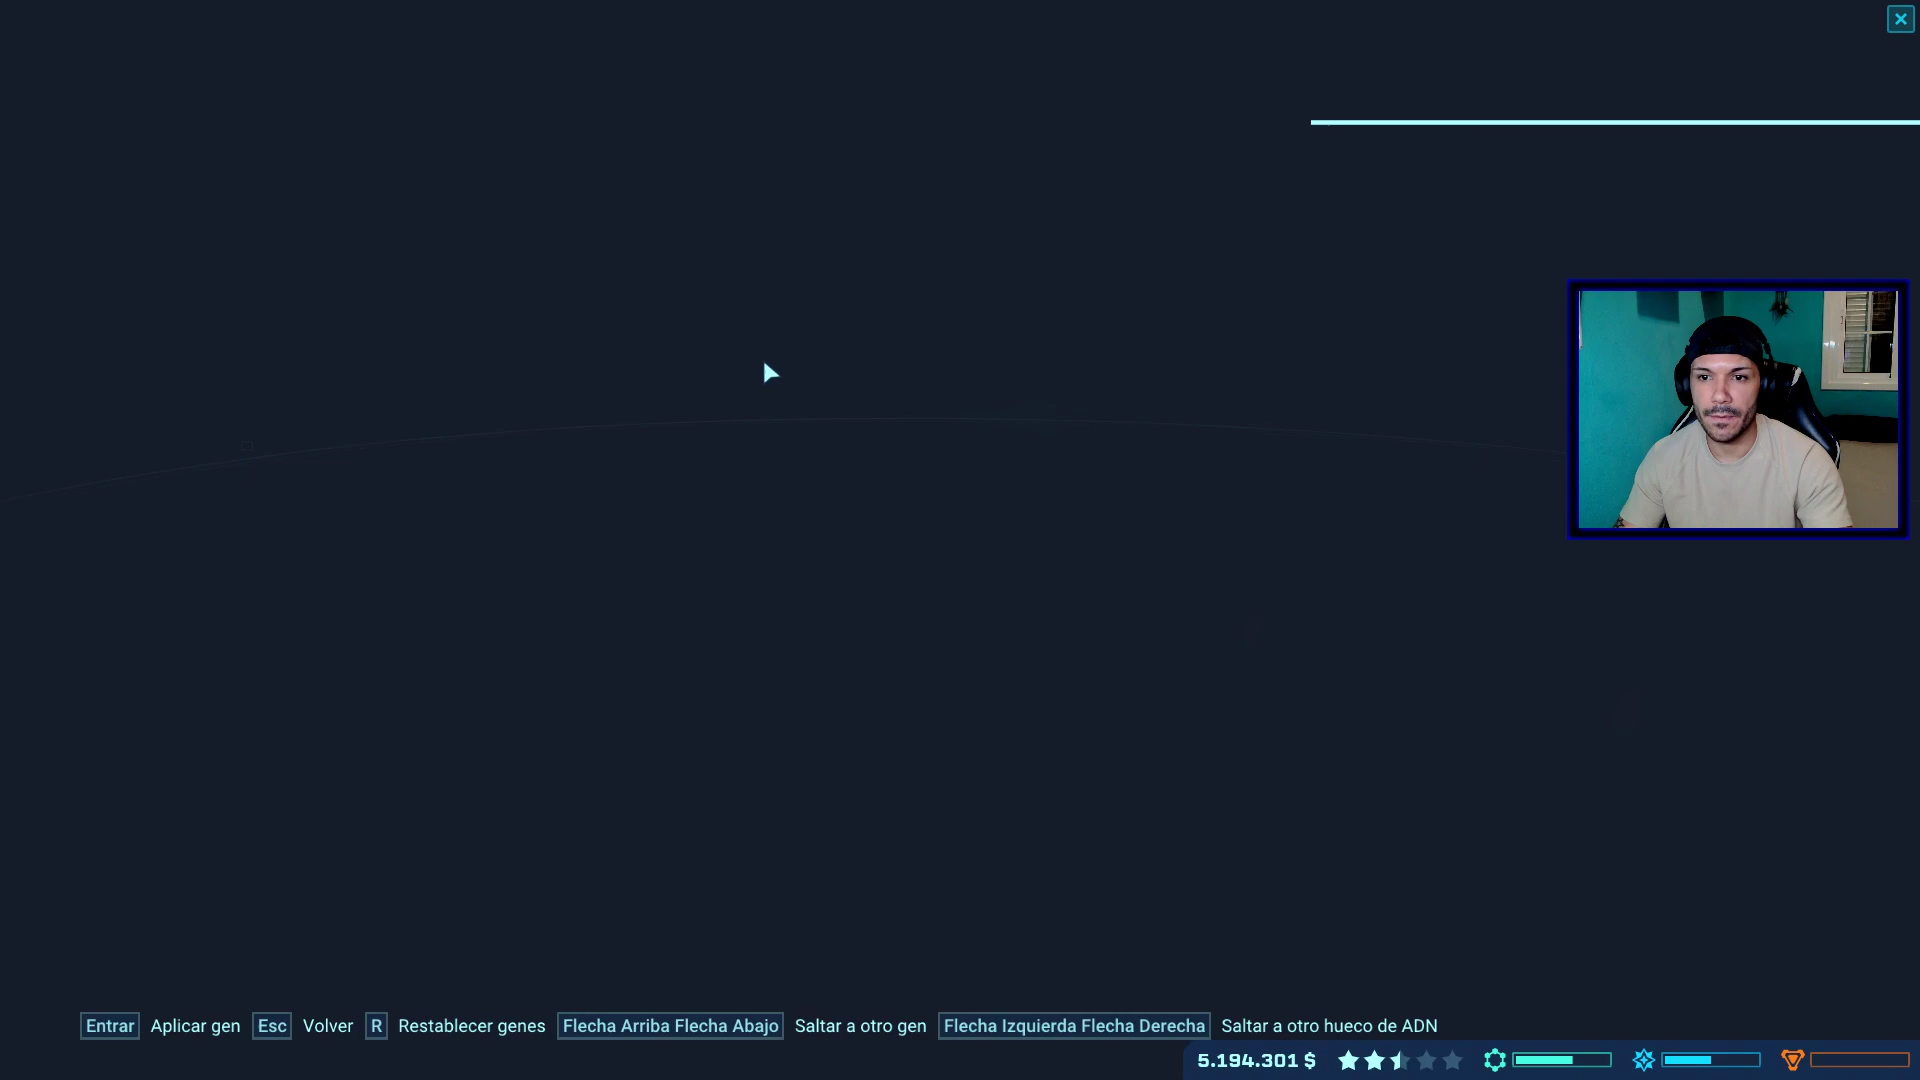 Entrar Aplicar gen Esc Volver R Restablecer genes Flecha Arriba Flecha Abajo Saltar a otro gen Flecha Izquierda Flecha Derecha Saltar a otro hueco de ADN
5.194.301 $